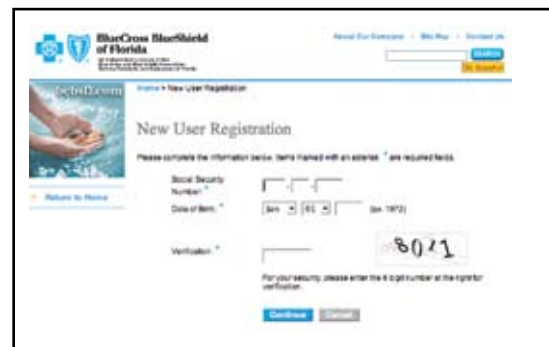 BlueCross BlueShield
of Florida
About Our Company | Site Map | Contact Us
SEARCH
En Español
bcbsfl.com
Home > New User Registration
New User Registration
Please complete the information below. Items marked with an asterisk * are required fields.
Return to Home
Social Security
Number: *
- -
Date of Birth: *
Jan 01 (ex. 1972)
Verification: *
8021
For your security, please enter the 4 digit number at the right for
verification.
Continue Cancel